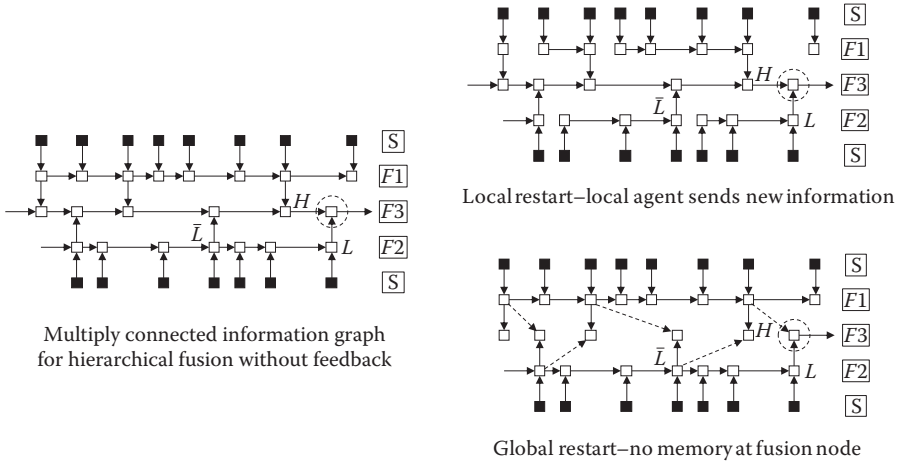 S
F1
H
F3
L̄
F2
L
S
Multiply connected information graph
for hierarchical fusion without feedback
S
F1
H
F3
L̄
F2
L
S
Local restart–local agent sends new information
S
F1
H
F3
L̄
F2
L
S
Global restart–no memory at fusion node